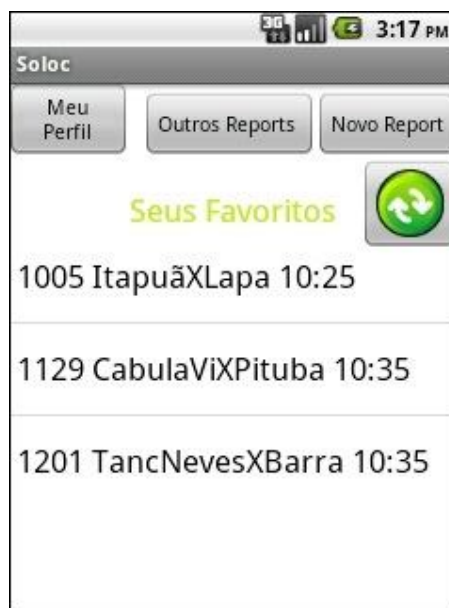 3G 3:17 PM
Soloc
Meu
Perfil
Outros Reports
Novo Report
Seus Favoritos
1005 ItapuãXLapa 10:25
1129 CabulaViXPituba 10:35
1201 TancNevesXBarra 10:35